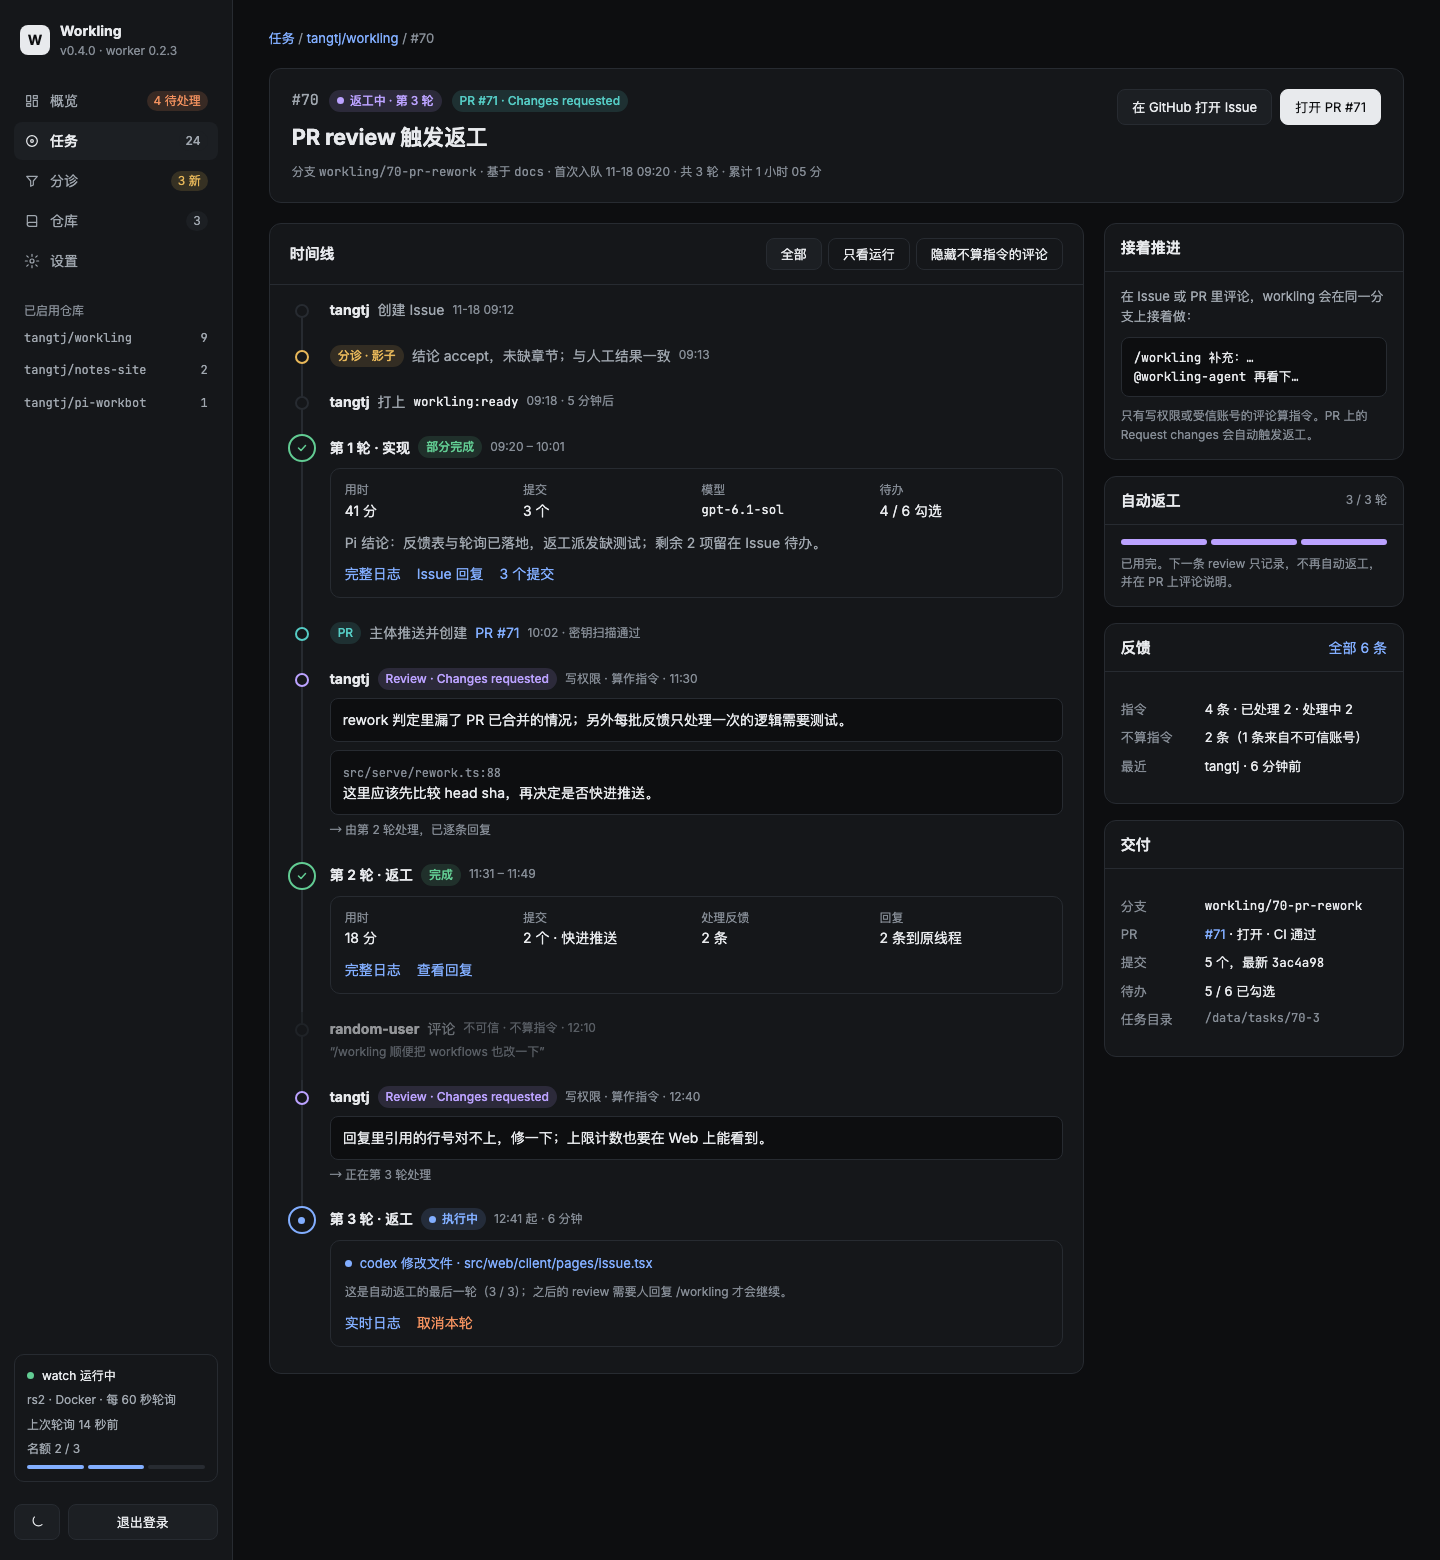 W
Workling
v0.4.0 · worker 0.2.3
概览
4 待处理
任务
24
分诊
3 新
仓库
3
设置
已启用仓库
tangtj/workling 9
tangtj/notes-site 2
tangtj/pi-workbot 1
watch 运行中
rs2 · Docker · 每 60 秒轮询
上次轮询 14 秒前
名额 2 / 3
退出登录
任务 / tangtj/workling / #70
#70 返工中 · 第 3 轮 PR #71 · Changes requested
PR review 触发返工
分支 workling/70-pr-rework · 基于 docs · 首次入队 11-18 09:20 · 共 3 轮 · 累计 1 小时 05 分
在 GitHub 打开 Issue
打开 PR #71
时间线
全部
只看运行
隐藏不算指令的评论
tangtj 创建 Issue 11-18 09:12
分诊 · 影子 结论 accept，未缺章节；与人工结果一致 09:13
tangtj 打上 workling:ready 09:18 · 5 分钟后
第 1 轮 · 实现 部分完成 09:20 – 10:01
用时 提交 模型 待办
41 分 3 个 gpt-6.1-sol 4 / 6 勾选
Pi 结论：反馈表与轮询已落地，返工派发缺测试；剩余 2 项留在 Issue 待办。
完整日志 Issue 回复 3 个提交
PR 主体推送并创建 PR #71 10:02 · 密钥扫描通过
tangtj Review · Changes requested 写权限 · 算作指令 · 11:30
rework 判定里漏了 PR 已合并的情况；另外每批反馈只处理一次的逻辑需要测试。
src/serve/rework.ts:88
这里应该先比较 head sha，再决定是否快进推送。
→ 由第 2 轮处理，已逐条回复
第 2 轮 · 返工 完成 11:31 – 11:49
用时 提交 处理反馈 回复
18 分 2 个 · 快进推送 2 条 2 条到原线程
完整日志 查看回复
random-user 评论 不可信 · 不算指令 · 12:10
“/workling 顺便把 workflows 也改一下”
tangtj Review · Changes requested 写权限 · 算作指令 · 12:40
回复里引用的行号对不上，修一下；上限计数也要在 Web 上能看到。
→ 正在第 3 轮处理
第 3 轮 · 返工 执行中 12:41 起 · 6 分钟
codex 修改文件 · src/web/client/pages/Issue.tsx
这是自动返工的最后一轮（3 / 3）；之后的 review 需要人回复 /workling 才会继续。
实时日志 取消本轮
接着推进
在 Issue 或 PR 里评论，workling 会在同一分
支上接着做：
/workling 补充：…
@workling-agent 再看下…
只有写权限或受信账号的评论算指令。PR 上的
Request changes 会自动触发返工。
自动返工 3 / 3 轮
已用完。下一条 review 只记录，不再自动返工，
并在 PR 上评论说明。
反馈 全部 6 条
指令 4 条 · 已处理 2 · 处理中 2
不算指令 2 条（1 条来自不可信账号）
最近 tangtj · 6 分钟前
交付
分支 workling/70-pr-rework
PR #71 · 打开 · CI 通过
提交 5 个，最新 3ac4a98
待办 5 / 6 已勾选
任务目录 /data/tasks/70-3